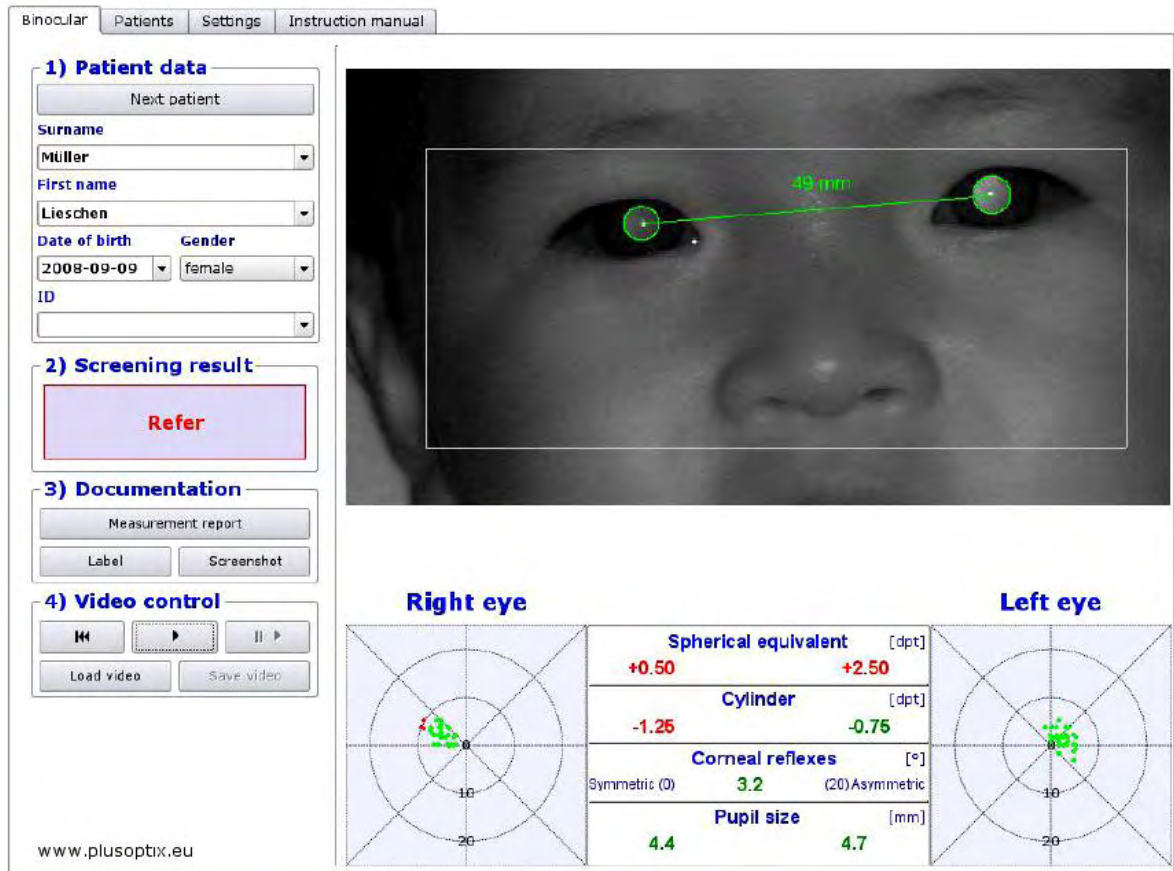 Binocular Patients Settings Instruction manual
1) Patient data
Next patient
Surname
Müller
First name
Lieschen
Date of birth Gender
2008-09-09 female
ID
2) Screening result
Refer
3) Documentation
Measurement report
Label Screenshot
4) Video control
Load video Save video
www.plusoptix.eu
49 mm
Right eye Left eye
0
10
20
Spherical equivalent [dpt]
+0.50 +2.50
Cylinder [dpt]
-1.25 -0.75
Corneal reflexes [°]
Symmetric (0) 3.2 (20) Asymmetric
Pupil size [mm]
4.4 4.7
0
10
20